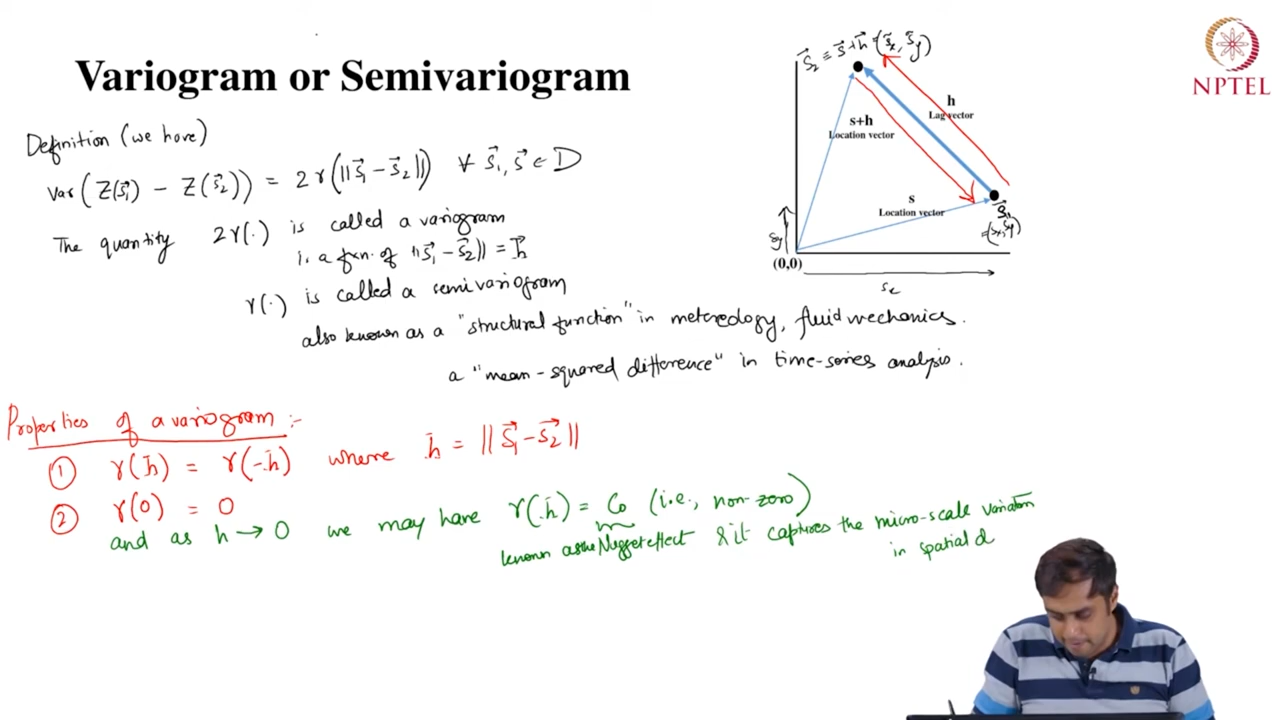 Variogram or Semivariogram
NPTEL
Definition (we have)
Var(Z(s⃗₁) - Z(s⃗₂)) = 2γ(||s⃗₁ - s⃗₂||) ∀ s⃗₁, s⃗ ∈ D
The quantity 2γ(·) is called a variogram
i. a fxn. of ||s⃗₁ - s⃗₂|| = h̄
γ(·) is called a semivariogram
also known as a "structural function" in meteredogy, fluid mechanics.
a "mean-squared difference" in time-series analysis.
s⃗₂ ≡ s⃗+h⃗ =
h
Lag vector
s+h
Location vector
s
Location vector
(0,0)
Properties of a variogram :-
① γ(h̄) = γ(-h̄) where h̄ = ||s⃗₁ - s⃗₂||
② γ(0) = 0
and as h → 0 we may have γ(h̄) = C₀ (i.e., non-zero)
known as the Nugget effect & it captures the micro-scale variation
in spatial d